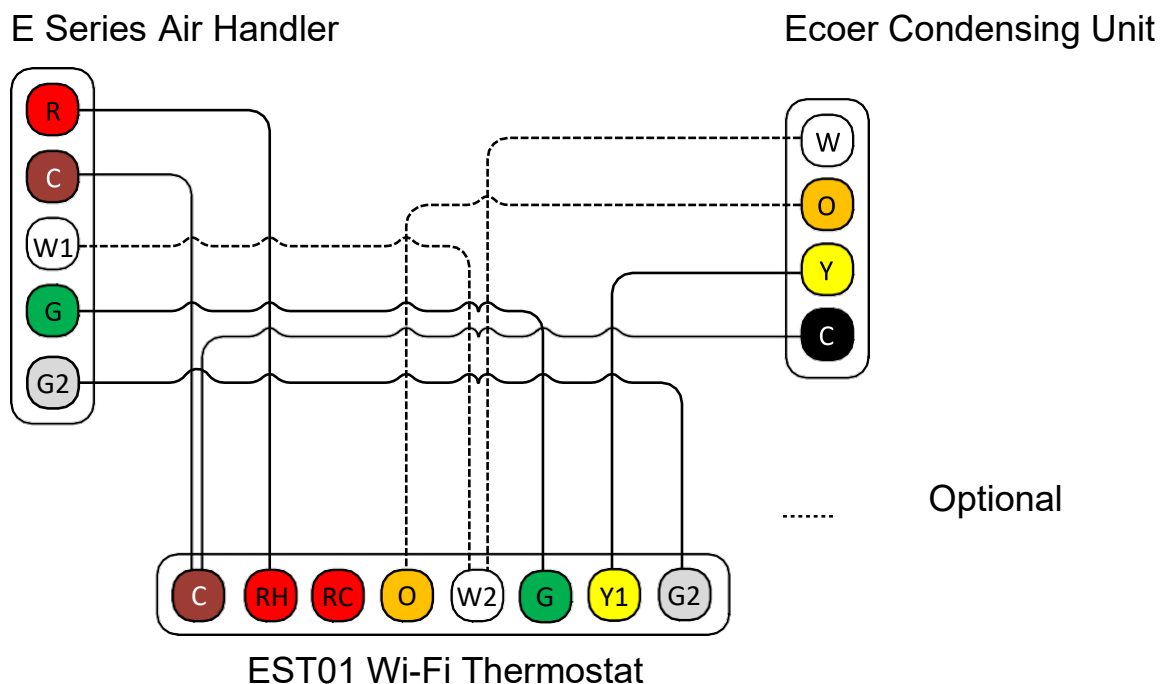 E Series Air Handler
Ecoer Condensing Unit
R
C
W1
G
G2
W
O
Y
C
Optional
C RH RC O W2 G Y1 G2
EST01 Wi-Fi Thermostat